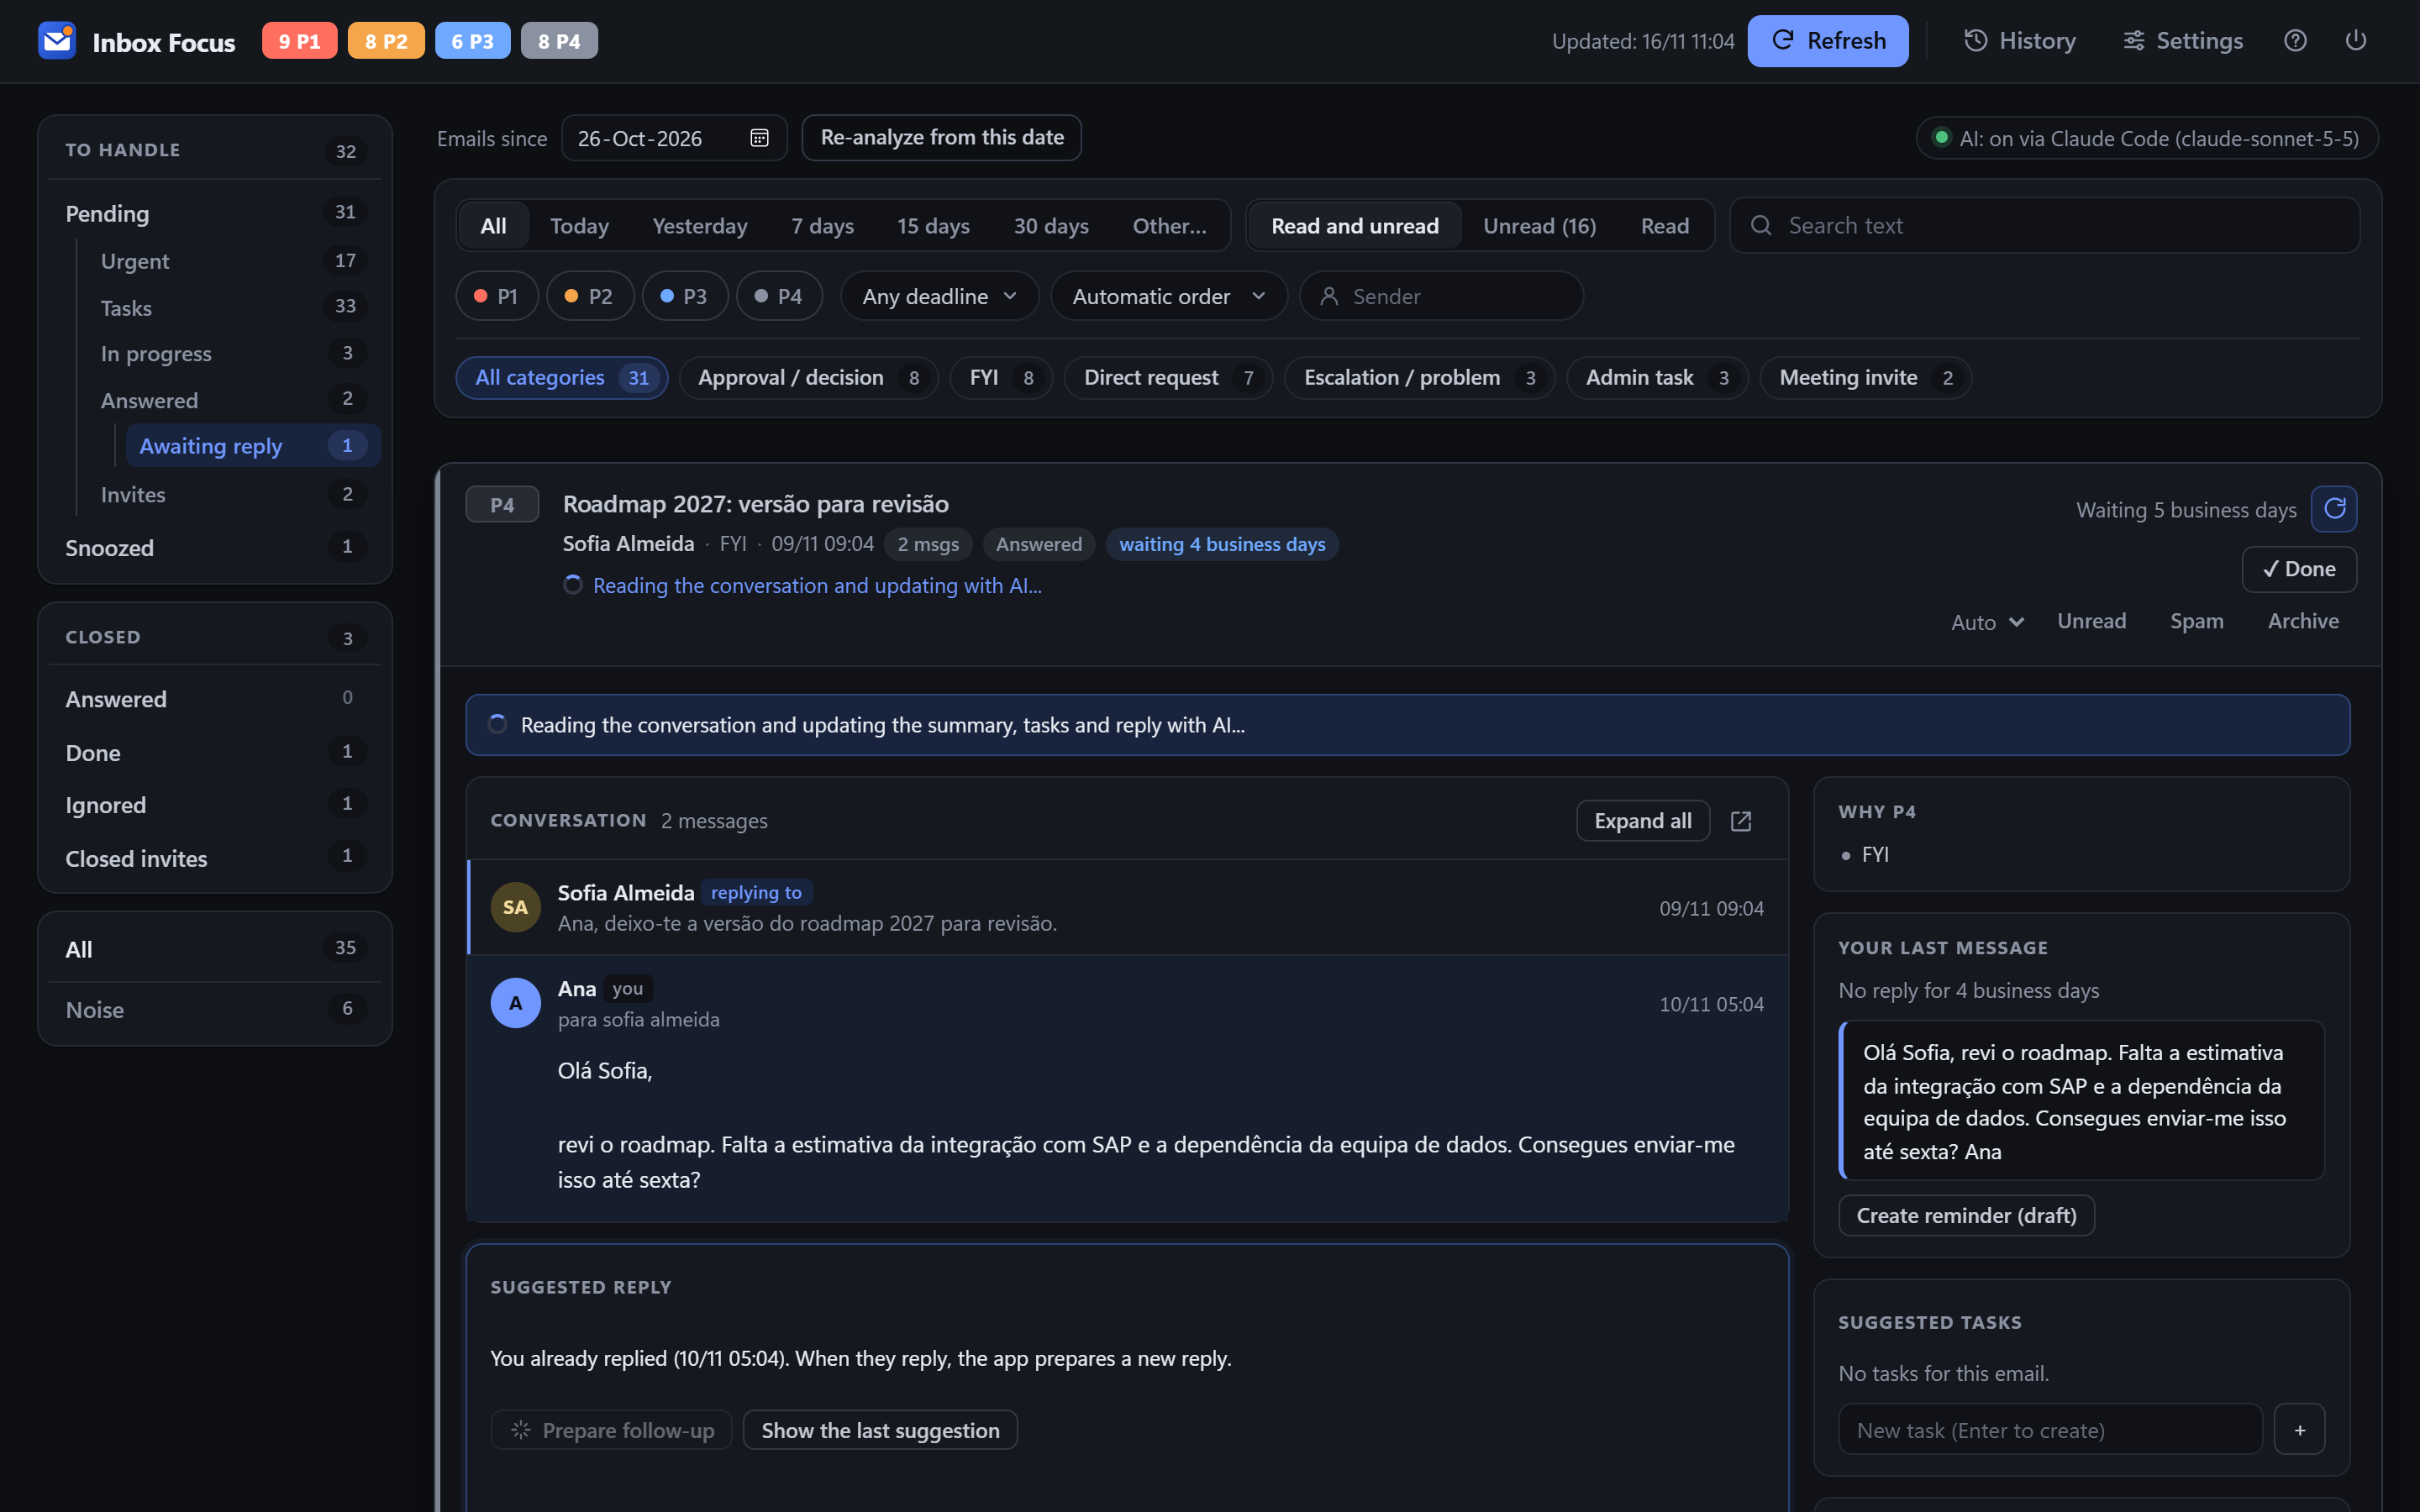 Inbox Focus
9 P1
8 P2
6 P3
8 P4
Updated: 16/11 11:04
Refresh
History
Settings
TO HANDLE 32
Pending 31
Urgent 17
Tasks 33
In progress 3
Answered 2
Awaiting reply 1
Invites 2
Snoozed 1
CLOSED 3
Answered 0
Done 1
Ignored 1
Closed invites 1
All 35
Noise 6
Emails since 26-Oct-2026 Re-analyze from this date
AI: on via Claude Code (claude-sonnet-5-5)
All Today Yesterday 7 days 15 days 30 days Other...
Read and unread Unread (16) Read
Search text
P1 P2 P3 P4 Any deadline Automatic order Sender
All categories 31 Approval / decision 8 FYI 8 Direct request 7 Escalation / problem 3 Admin task 3 Meeting invite 2
P4 Roadmap 2027: versão para revisão
Sofia Almeida · FYI · 09/11 09:04 2 msgs Answered waiting 4 business days
Reading the conversation and updating with AI...
Waiting 5 business days
✓ Done
Auto Unread Spam Archive
Reading the conversation and updating the summary, tasks and reply with AI...
CONVERSATION 2 messages Expand all
SA Sofia Almeida replying to 09/11 09:04
Ana, deixo-te a versão do roadmap 2027 para revisão.
A Ana you 10/11 05:04
para sofia almeida
Olá Sofia,
revi o roadmap. Falta a estimativa da integração com SAP e a dependência da equipa de dados. Consegues enviar-me
isso até sexta?
SUGGESTED REPLY
You already replied (10/11 05:04). When they reply, the app prepares a new reply.
Prepare follow-up Show the last suggestion
WHY P4
• FYI
YOUR LAST MESSAGE
No reply for 4 business days
Olá Sofia, revi o roadmap. Falta a estimativa
da integração com SAP e a dependência da
equipa de dados. Consegues enviar-me isso
até sexta? Ana
Create reminder (draft)
SUGGESTED TASKS
No tasks for this email.
New task (Enter to create) +